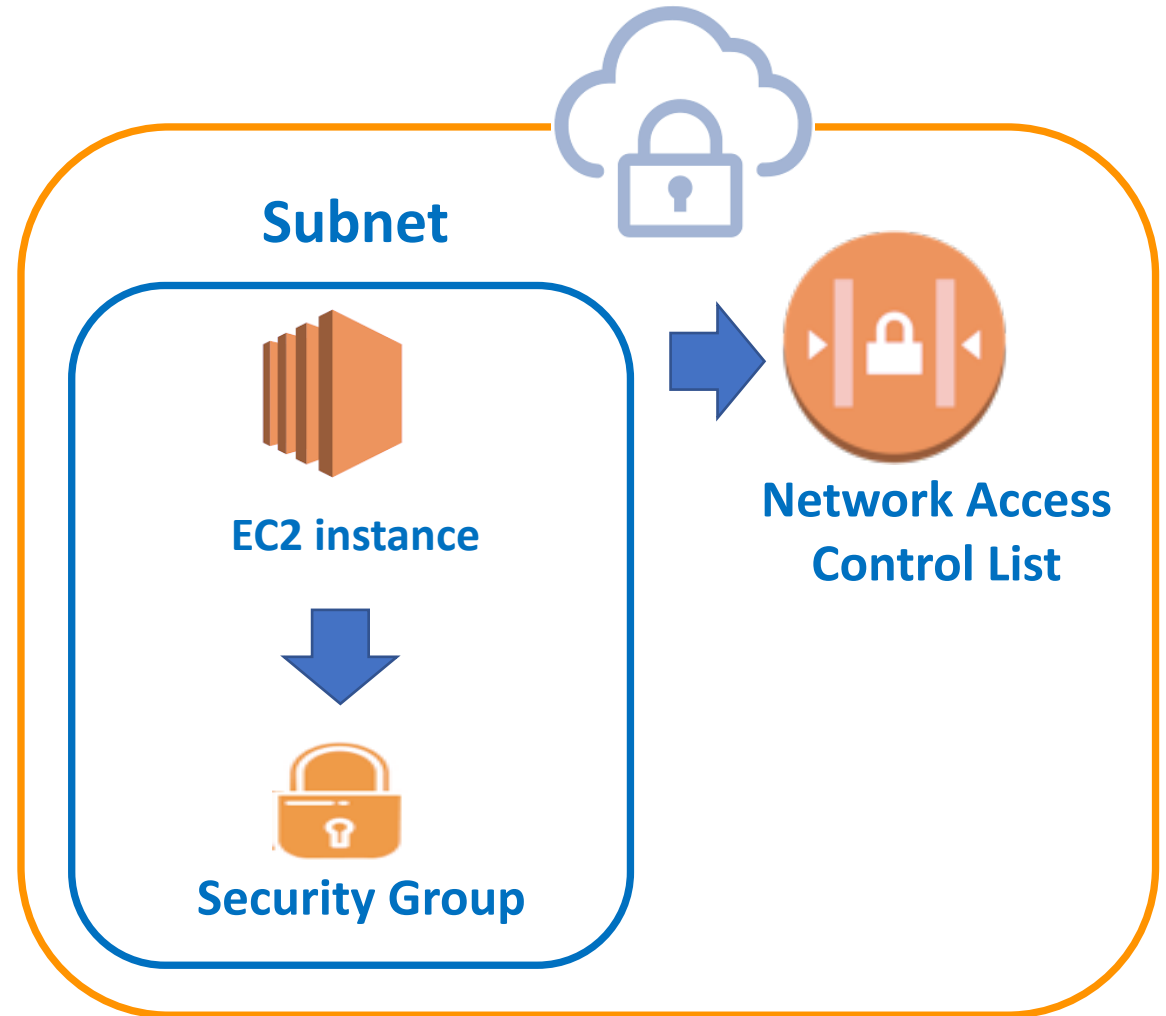 Subnet
EC2 instance
Network Access
Control List
Security Group